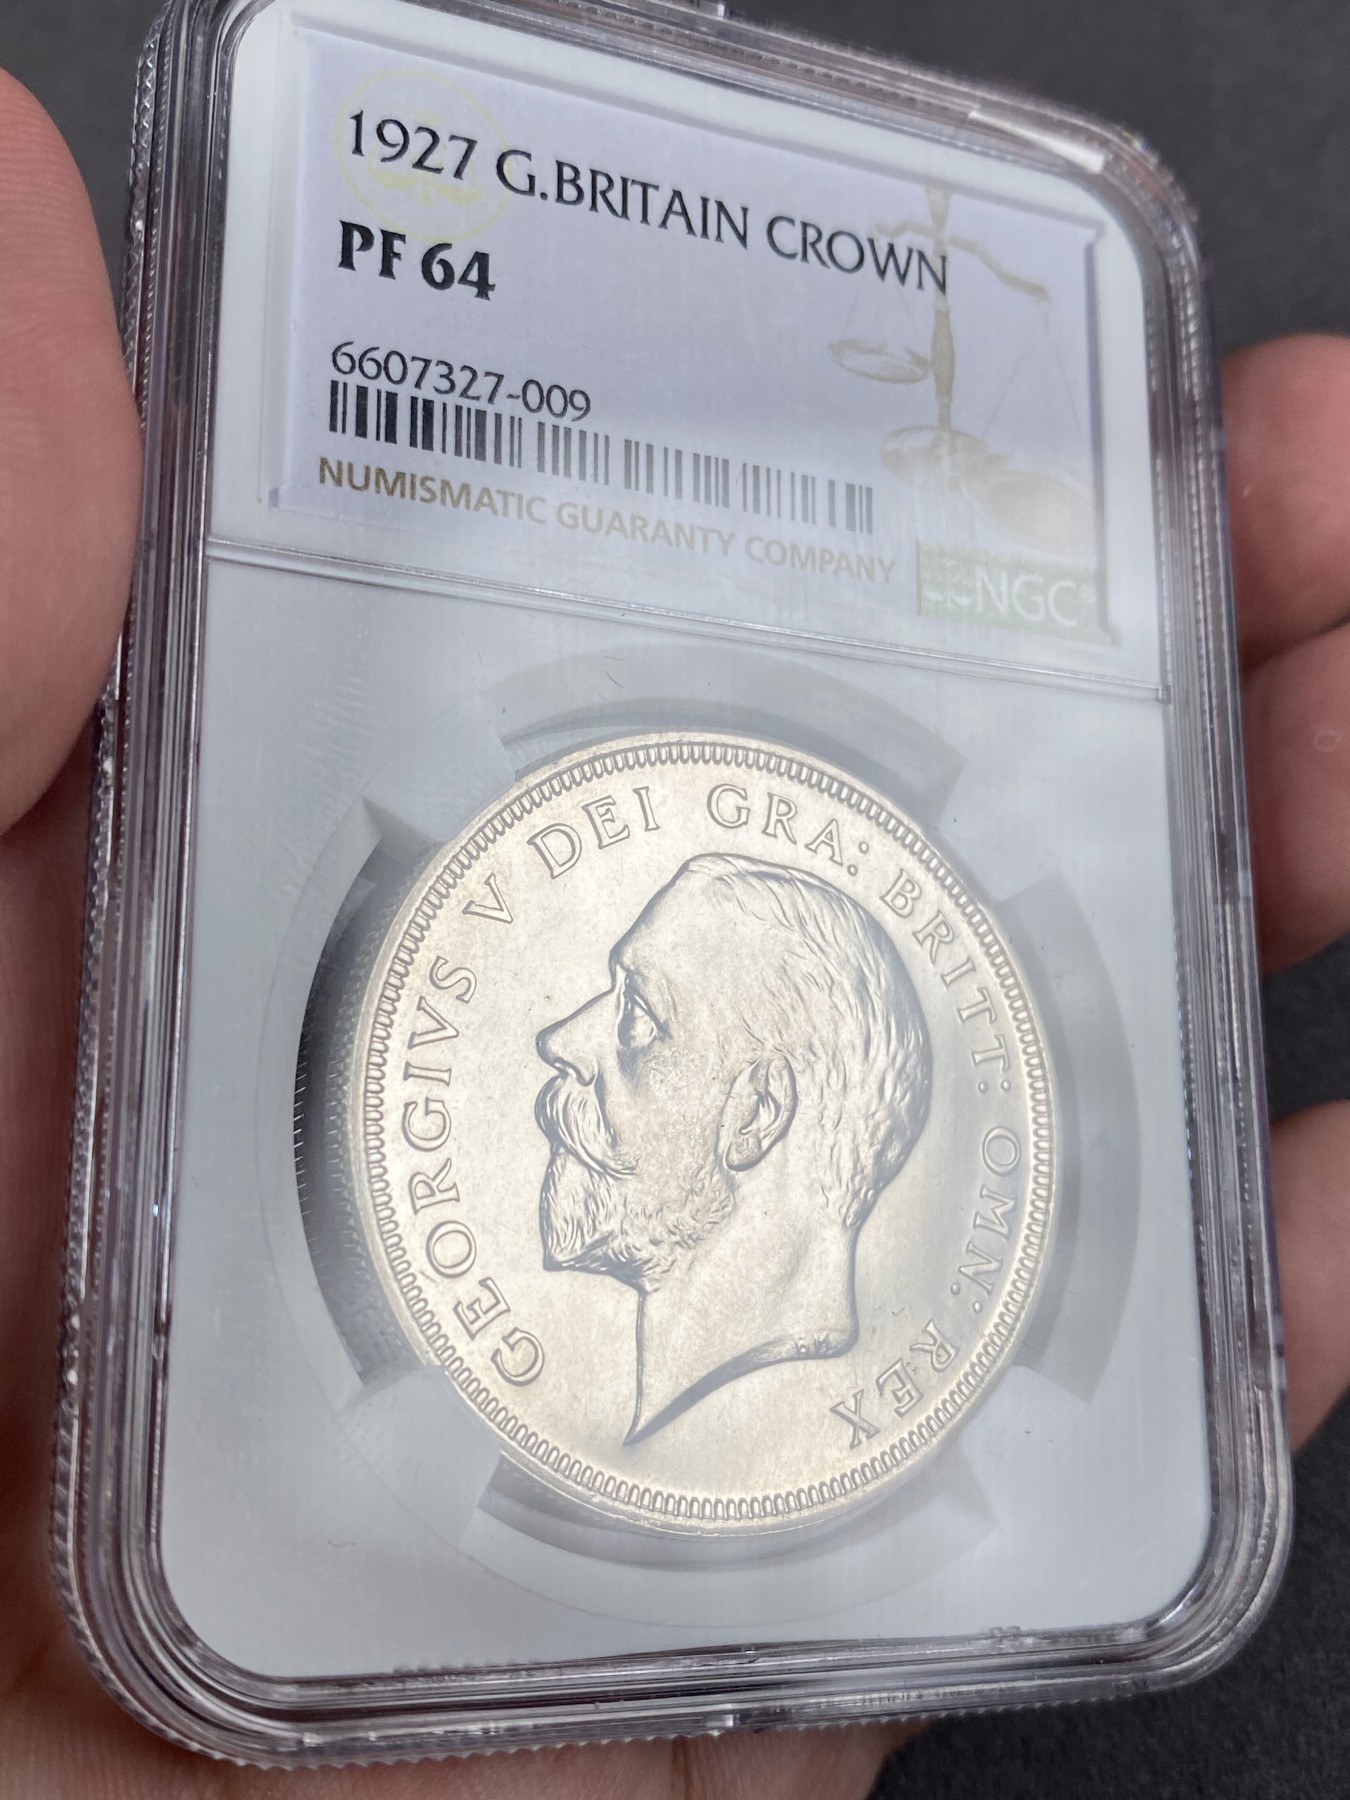 1927 G.BRITAIN CROWN
PF 64
6607327-009
NUMISMATIC GUARANTY COMPANY
NGC®
GEORGIVS V DEI GRA: BRITT: OMN: REX